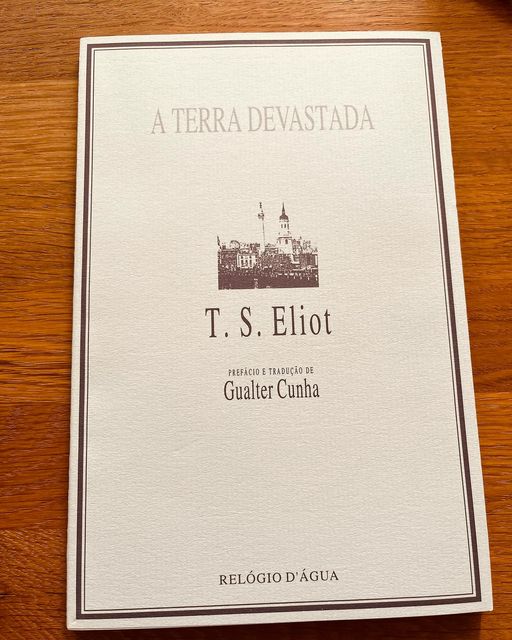 A TERRA DEVASTADA
T. S. Eliot
PREFÁCIO E TRADUÇÃO DE
Gualter Cunha
RELÓGIO D'ÁGUA